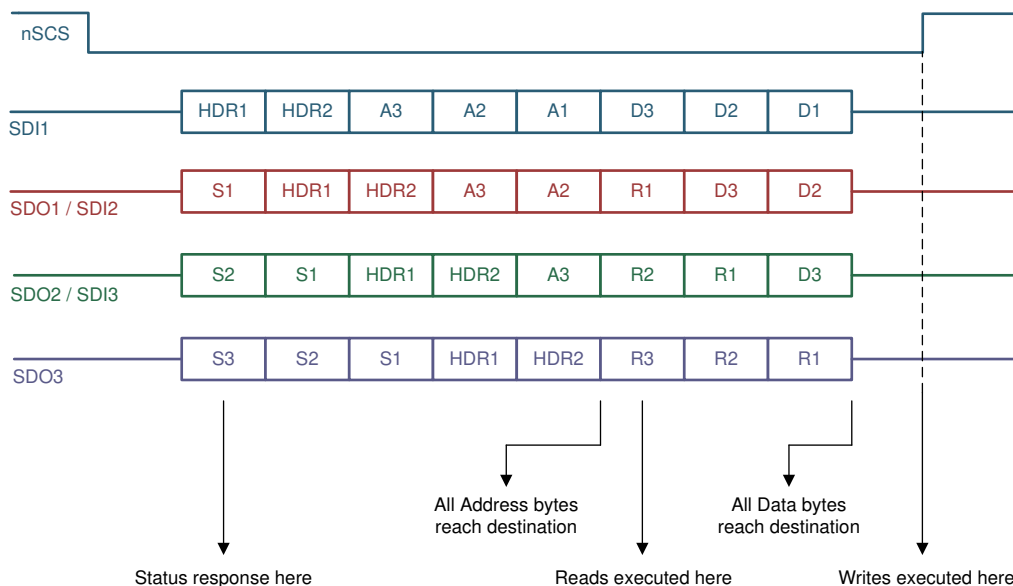 nSCS
HDR1 HDR2 A3 A2 A1 D3 D2 D1
SDI1
S1 HDR1 HDR2 A3 A2 R1 D3 D2
SDO1 / SDI2
S2 S1 HDR1 HDR2 A3 R2 R1 D3
SDO2 / SDI3
S3 S2 S1 HDR1 HDR2 R3 R2 R1
SDO3
All Address bytes
reach destination
All Data bytes
reach destination
Status response here
Reads executed here
Writes executed here